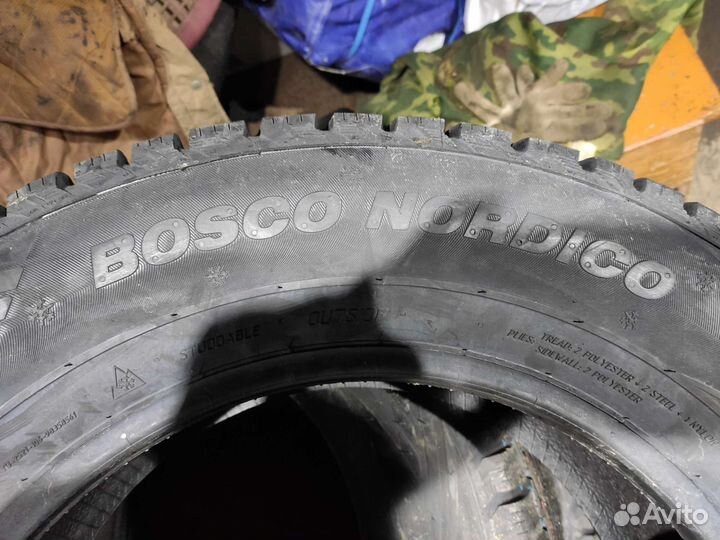 BOSCO NORDICO
STUDDABLE
OUTSIDE
TREAD: 2 POLYESTER + 2 STEEL + 1 NYLON
PLIES: SIDEWALL: 2 POLYESTER
Avito